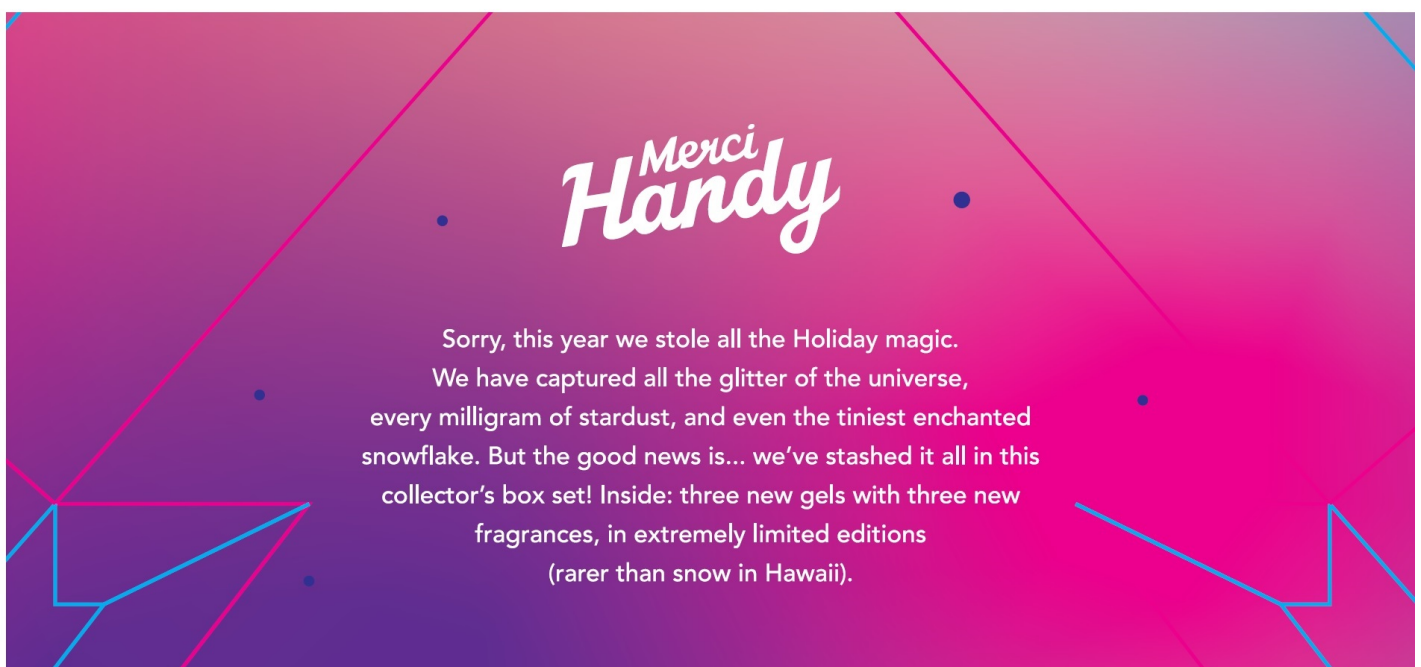 Merci
Handy
Sorry, this year we stole all the Holiday magic.
We have captured all the glitter of the universe,
every milligram of stardust, and even the tiniest enchanted
snowflake. But the good news is... we’ve stashed it all in this
collector’s box set! Inside: three new gels with three new
fragrances, in extremely limited editions
(rarer than snow in Hawaii).